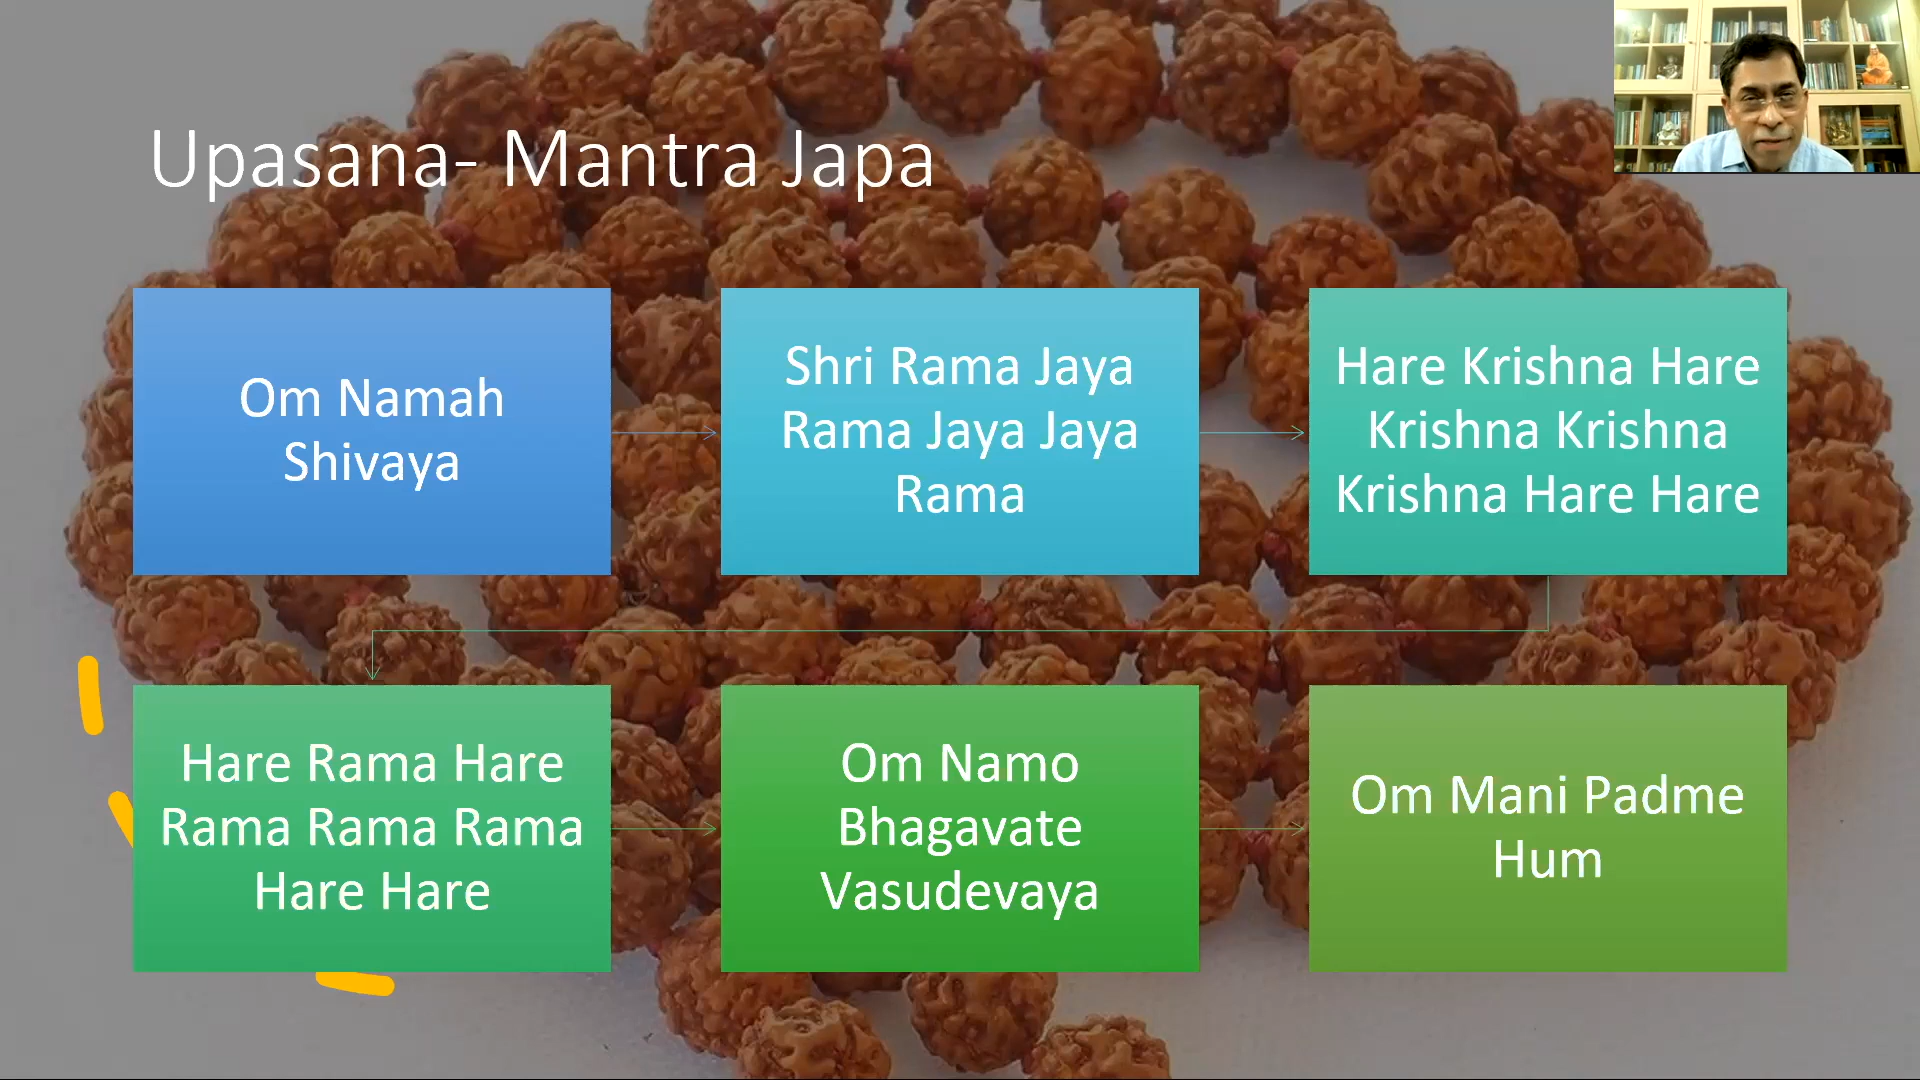 Upasana- Mantra Japa
Om Namah
Shivaya
Shri Rama Jaya
Rama Jaya Jaya
Rama
Hare Krishna Hare
Krishna Krishna
Krishna Hare Hare
Hare Rama Hare
Rama Rama Rama
Hare Hare
Om Namo
Bhagavate
Vasudevaya
Om Mani Padme
Hum